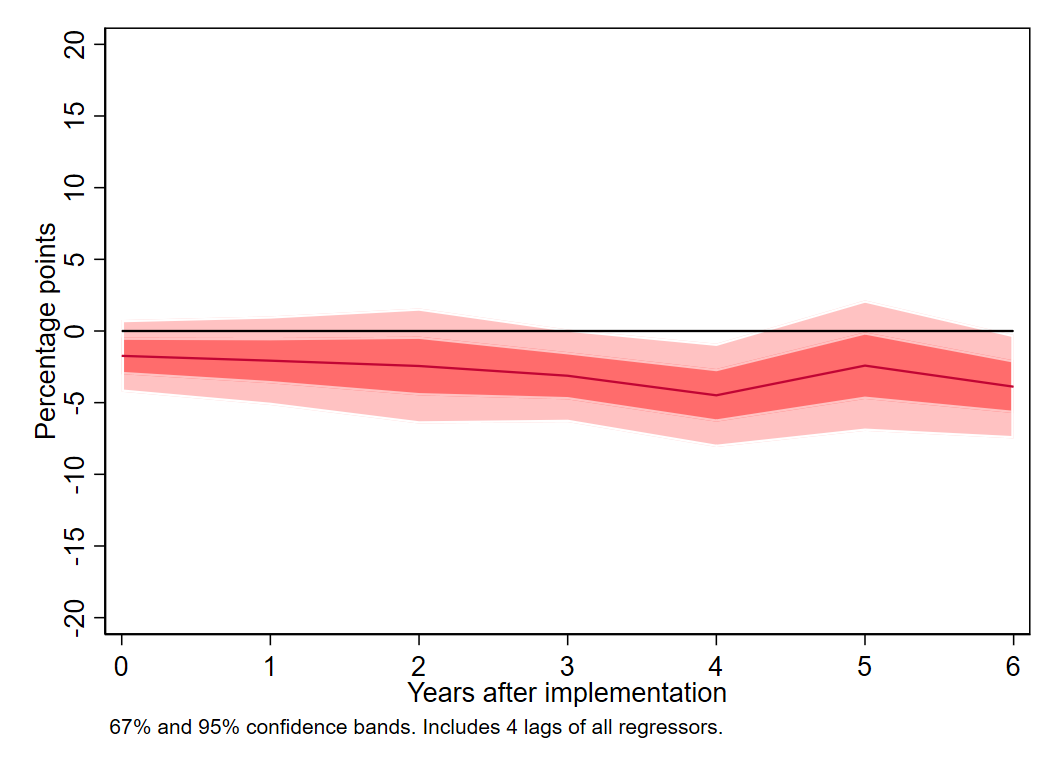 20
15
10
5
0
-5
-10
-15
-20
Percentage points
0 1 2 3 4 5 6
Years after implementation
67% and 95% confidence bands. Includes 4 lags of all regressors.